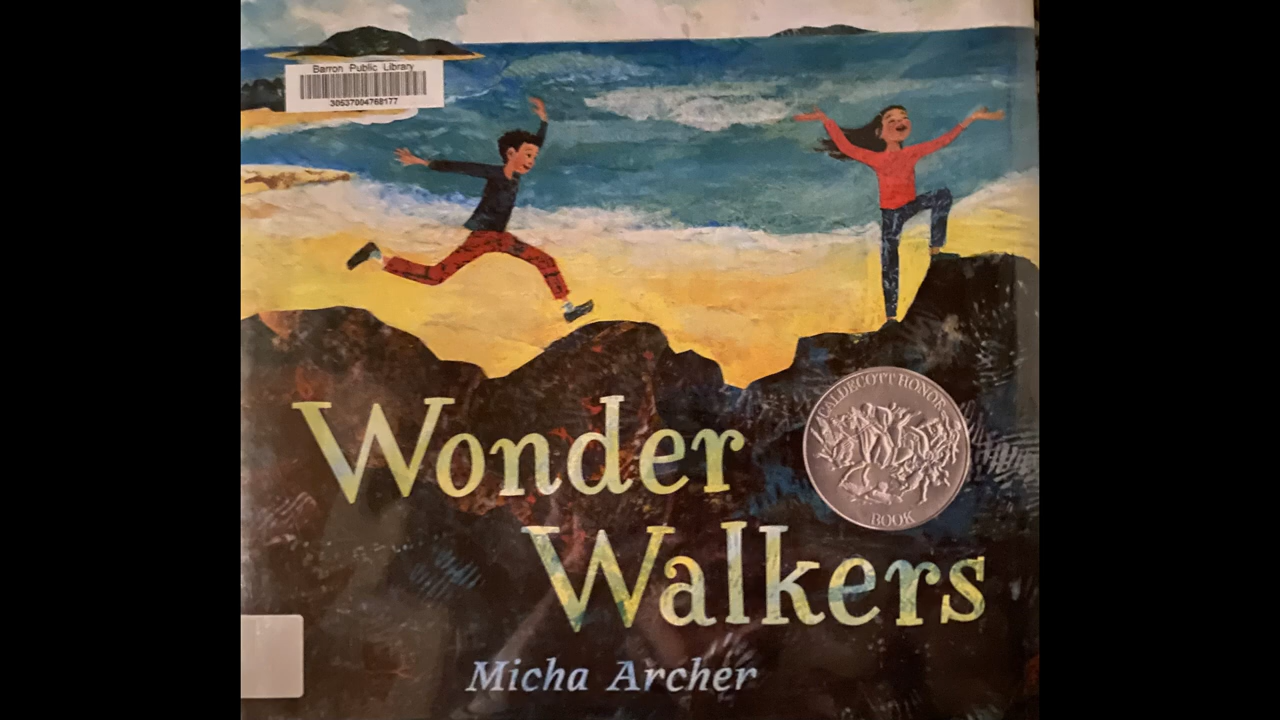 Barron Public Library
30537004768177
CALDECOTT HONOR
BOOK
Wonder
Walkers
Micha Archer